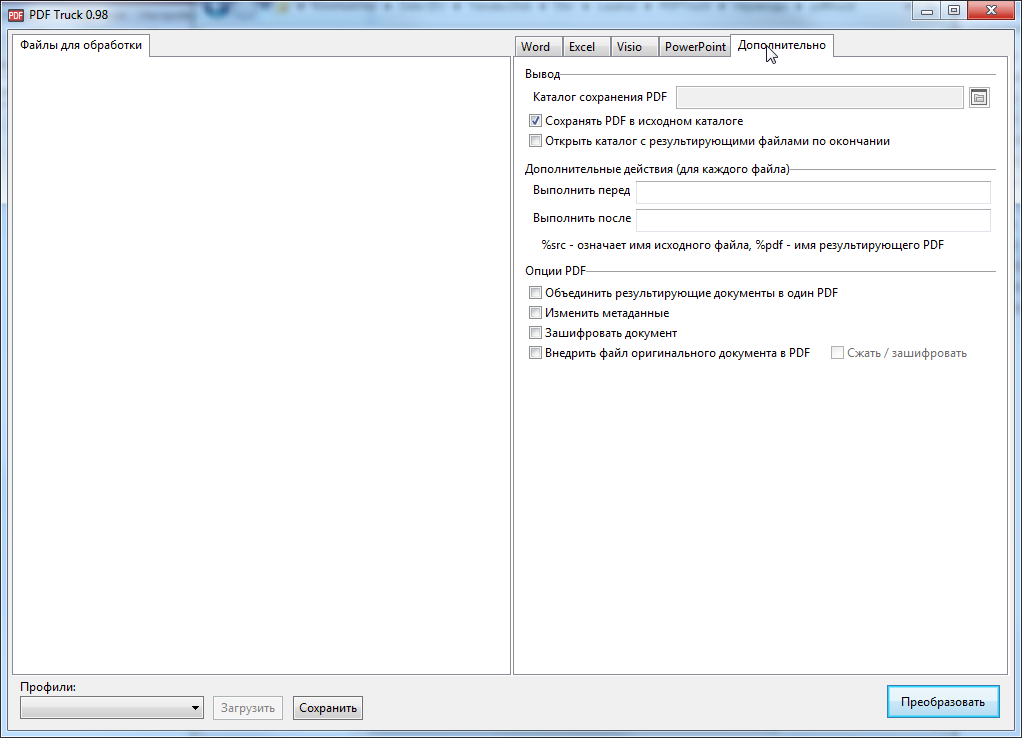 PDF PDF Truck 0.98
Файлы для обработки
Word Excel Visio PowerPoint Дополнительно
Вывод
Каталог сохранения PDF
Сохранять PDF в исходном каталоге
Открыть каталог с результирующими файлами по окончании
Дополнительные действия (для каждого файла)
Выполнить перед
Выполнить после
%src - означает имя исходного файла, %pdf - имя результирующего PDF
Опции PDF
Объединить результирующие документы в один PDF
Изменить метаданные
Зашифровать документ
Внедрить файл оригинального документа в PDF Сжать / зашифровать
Профили:
Загрузить Сохранить Преобразовать